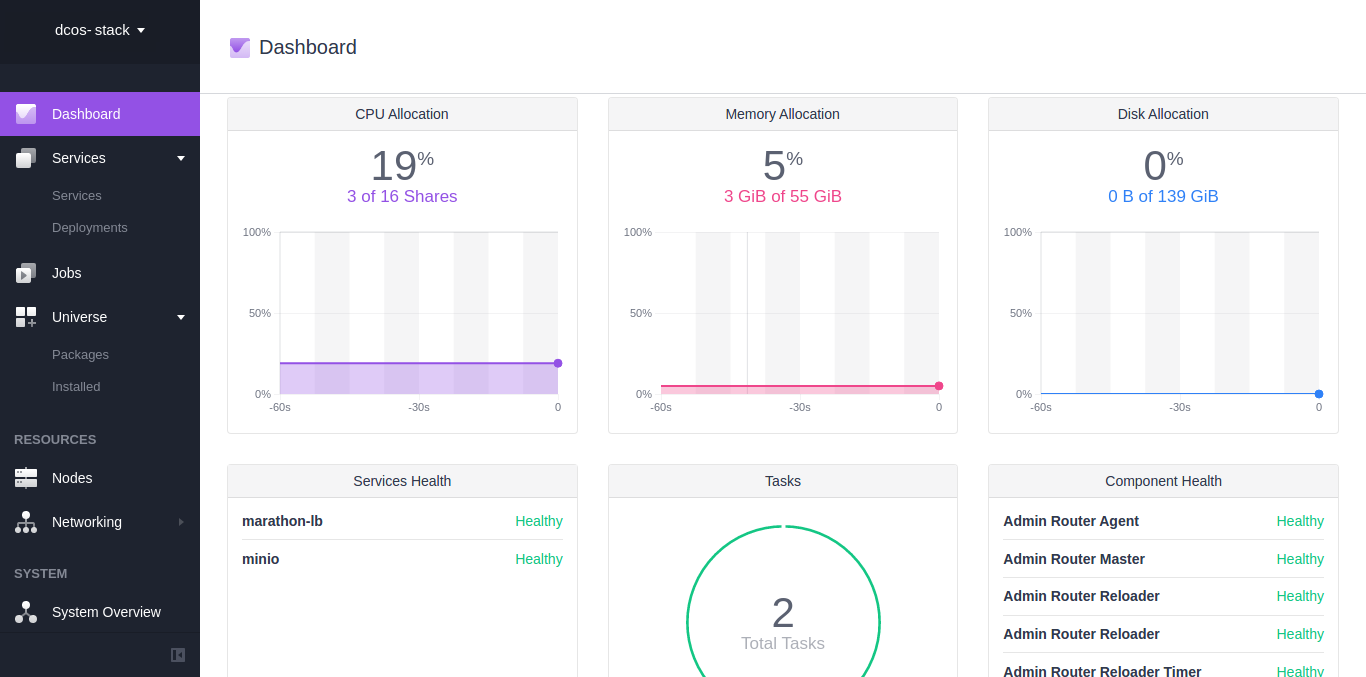 dcos- stack
Dashboard
Services
Services
Deployments
Jobs
Universe
Packages
Installed
RESOURCES
Nodes
Networking
SYSTEM
System Overview
Dashboard
CPU Allocation
19%
3 of 16 Shares
100%
50%
0%
-60s -30s 0
Memory Allocation
5%
3 GiB of 55 GiB
100%
50%
0%
-60s -30s 0
Disk Allocation
0%
0 B of 139 GiB
100%
50%
0%
-60s -30s 0
Services Health
marathon-lb Healthy
minio Healthy
Tasks
2
Total Tasks
Component Health
Admin Router Agent Healthy
Admin Router Master Healthy
Admin Router Reloader Healthy
Admin Router Reloader Healthy
Admin Router Reloader Timer Healthy